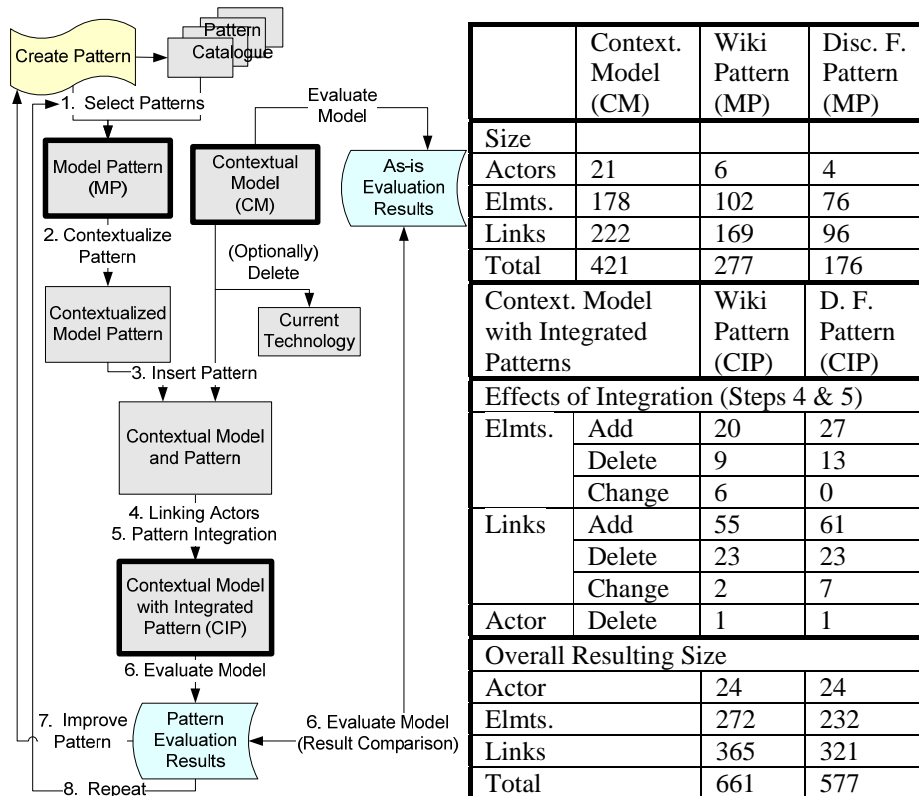 Pattern
Catalogue
Create Pattern
1. Select Patterns
Evaluate
Model
Model Pattern
(MP)
Contextual
Model
(CM)
As-is
Evaluation
Results
2. Contextualize
Pattern
(Optionally)
Delete
Contextualized
Model Pattern
Current
Technology
3. Insert Pattern
Contextual Model
and Pattern
4. Linking Actors
5. Pattern Integration
Contextual Model
with Integrated
Pattern (CIP)
6. Evaluate Model
7. Improve
Pattern
Pattern
Evaluation
Results
6. Evaluate Model
(Result Comparison)
8. Repeat
Context. Model (CM) Wiki Pattern (MP) Disc. F. Pattern (MP)
Size
Actors 21 6 4
Elmts. 178 102 76
Links 222 169 96
Total 421 277 176
Context. Model with Integrated Patterns Wiki Pattern (CIP) D. F. Pattern (CIP)
Effects of Integration (Steps 4 & 5)
Elmts. Add 20 27
Delete 9 13
Change 6 0
Links Add 55 61
Delete 23 23
Change 2 7
Actor Delete 1 1
Overall Resulting Size
Actor 24 24
Elmts. 272 232
Links 365 321
Total 661 577